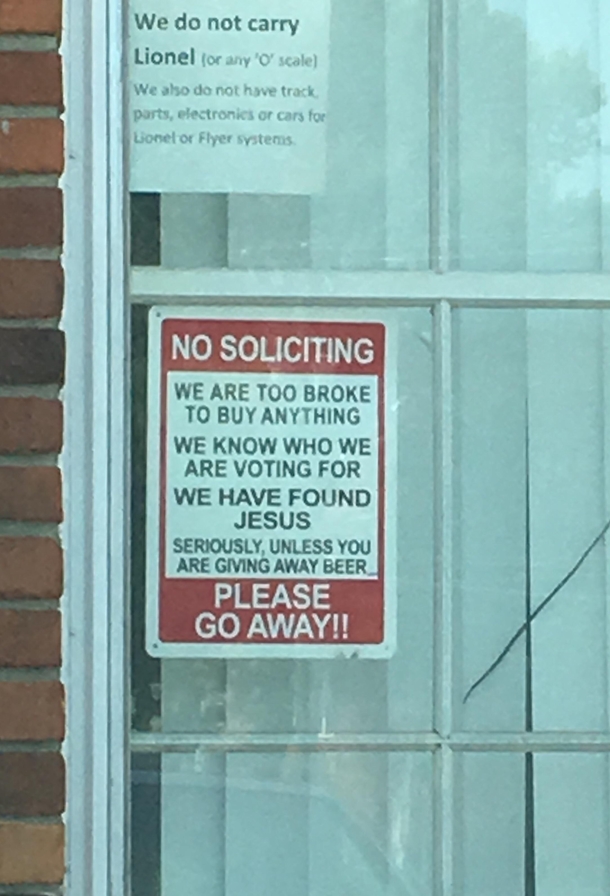 We do not carry
Lionel (or any 'O' scale)
We also do not have track,
parts, electronics or cars for
Lionel or Flyer systems.
NO SOLICITING
WE ARE TOO BROKE
TO BUY ANYTHING
WE KNOW WHO WE
ARE VOTING FOR
WE HAVE FOUND
JESUS
SERIOUSLY, UNLESS YOU
ARE GIVING AWAY BEER...
PLEASE
GO AWAY!!